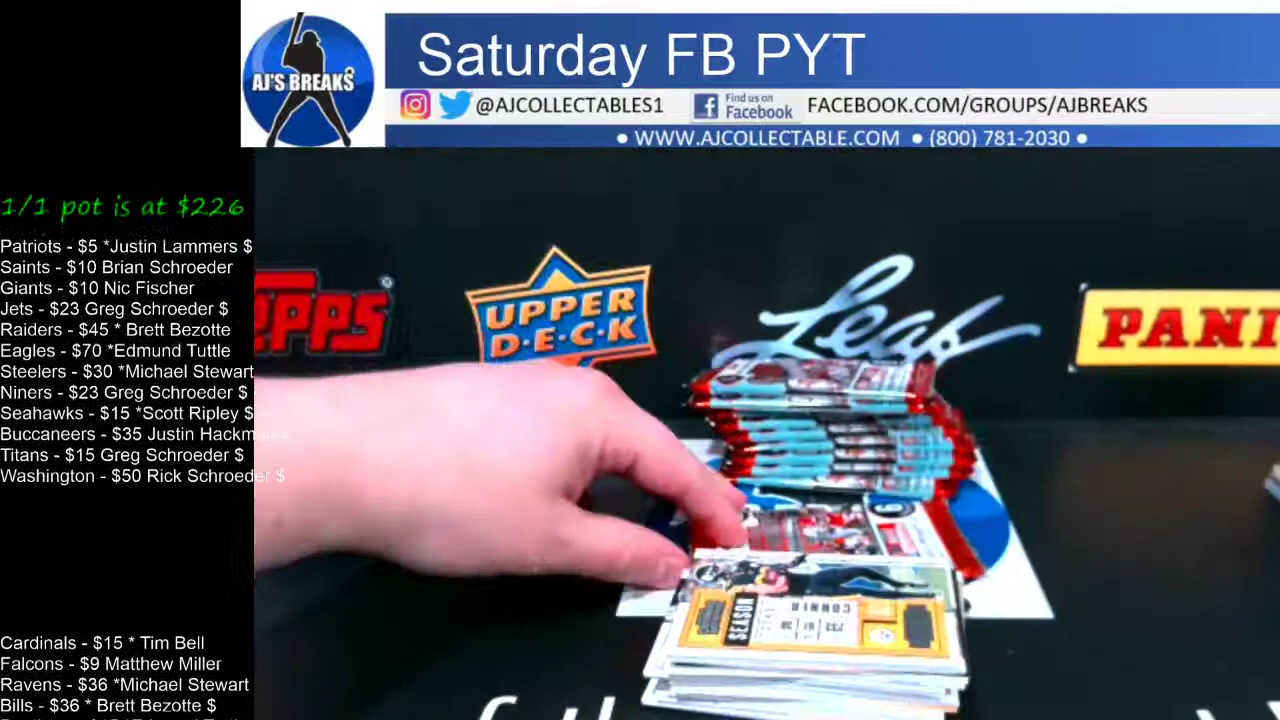 Saturday FB PYT
AJ'S BREAKS
@AJCOLLECTABLES1
Find us on
Facebook
FACEBOOK.COM/GROUPS/AJBREAKS
• WWW.AJCOLLECTABLE.COM • (800) 781-2030 •
1/1 pot is at $226
Patriots - $5 *Justin Lammers $
Saints - $10 Brian Schroeder
Giants - $10 Nic Fischer
Jets - $23 Greg Schroeder $
Raiders - $45 * Brett Bezotte
Eagles - $70 *Edmund Tuttle
Steelers - $30 *Michael Stewart
Niners - $23 Greg Schroeder $
Seahawks - $15 *Scott Ripley $
Buccaneers - $35 Justin
Titans - $15 Greg Schroeder $
Washington - $50 Rick Schroeder $
Cardinals - $15 * Tim Bell
Falcons - $9 Matthew Miller
Ravens - $36 *Michael Stewart
Bills - $36 * Brett Bezotte $
UPPER
D·E·C·K
Leaf
PANI
SEASON
CONNER